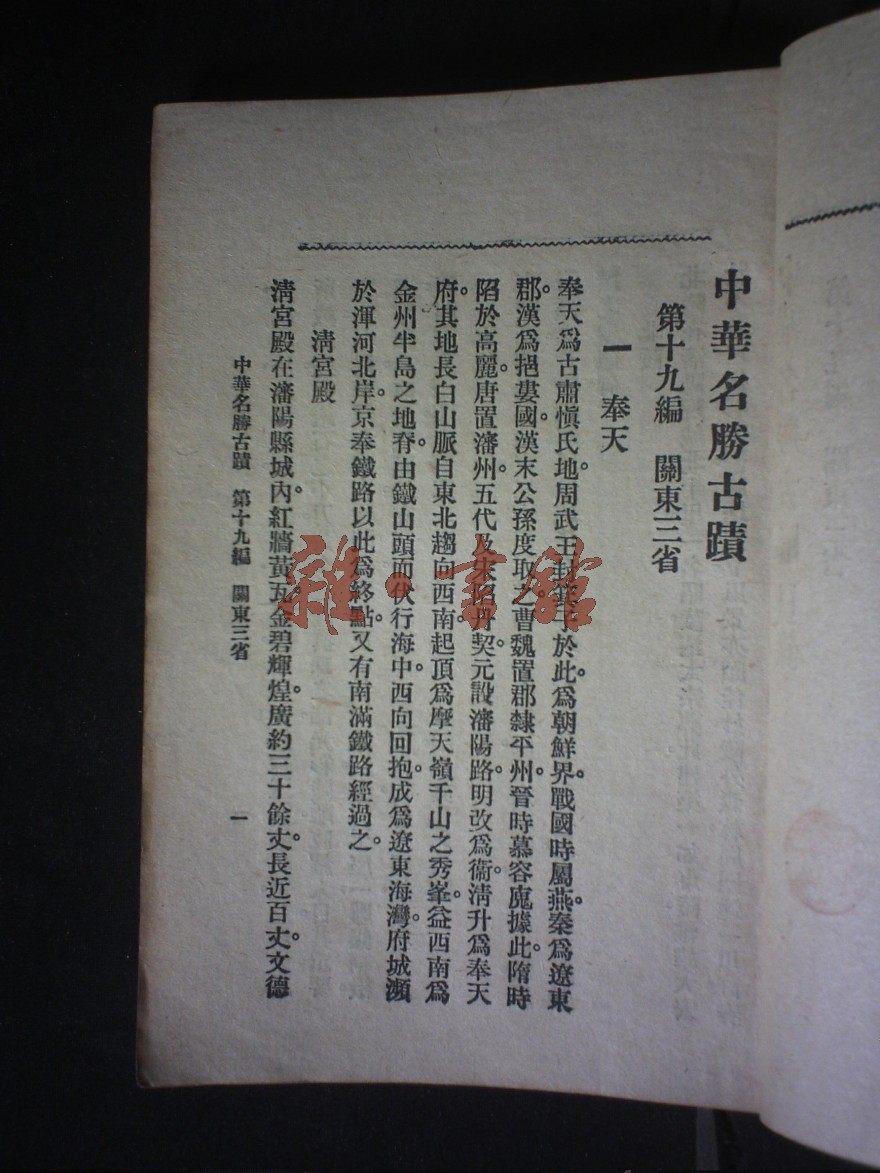 中華名勝古蹟
第十九編 關東三省
一 奉天
奉天爲古肅愼氏地。周武王封箕子於此。爲朝鮮界。戰國時屬燕。秦爲遼東
郡。漢爲挹婁國。漢末公孫度取之。曹魏置郡隸平州。晉時慕容廆據此。隋時
陷於高麗。唐置瀋州。五代及宋陷丹契。元設瀋陽路。明改爲衞。淸升爲奉天
府。其地長白山脈自東北趨向西南。起頂爲摩天嶺千山之秀峯。益西南爲
金州半島之地脊。由鐵山頭而伏行海中。西向回抱。成爲遼東海灣。府城瀕
於渾河北岸。京奉鐵路以此爲終點。又有南滿鐵路經過之。
淸宮殿
淸宮殿在瀋陽縣城內。紅牆黃瓦。金碧輝煌。廣約三十餘丈。長近百丈。文德
中華名勝古蹟 第十九編 關東三省 一
雜·書館